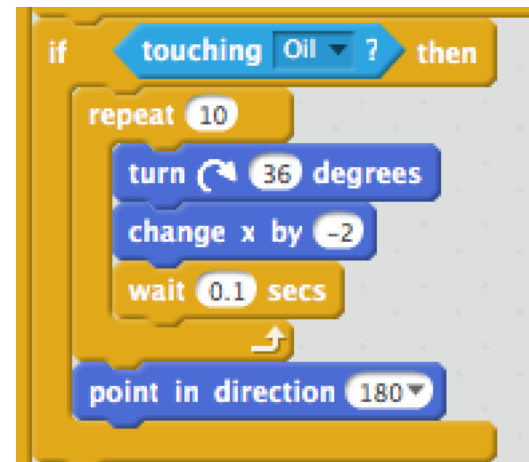 if touching Oil ? then
repeat 10
turn 36 degrees
change x by -2
wait 0.1 secs
point in direction 180